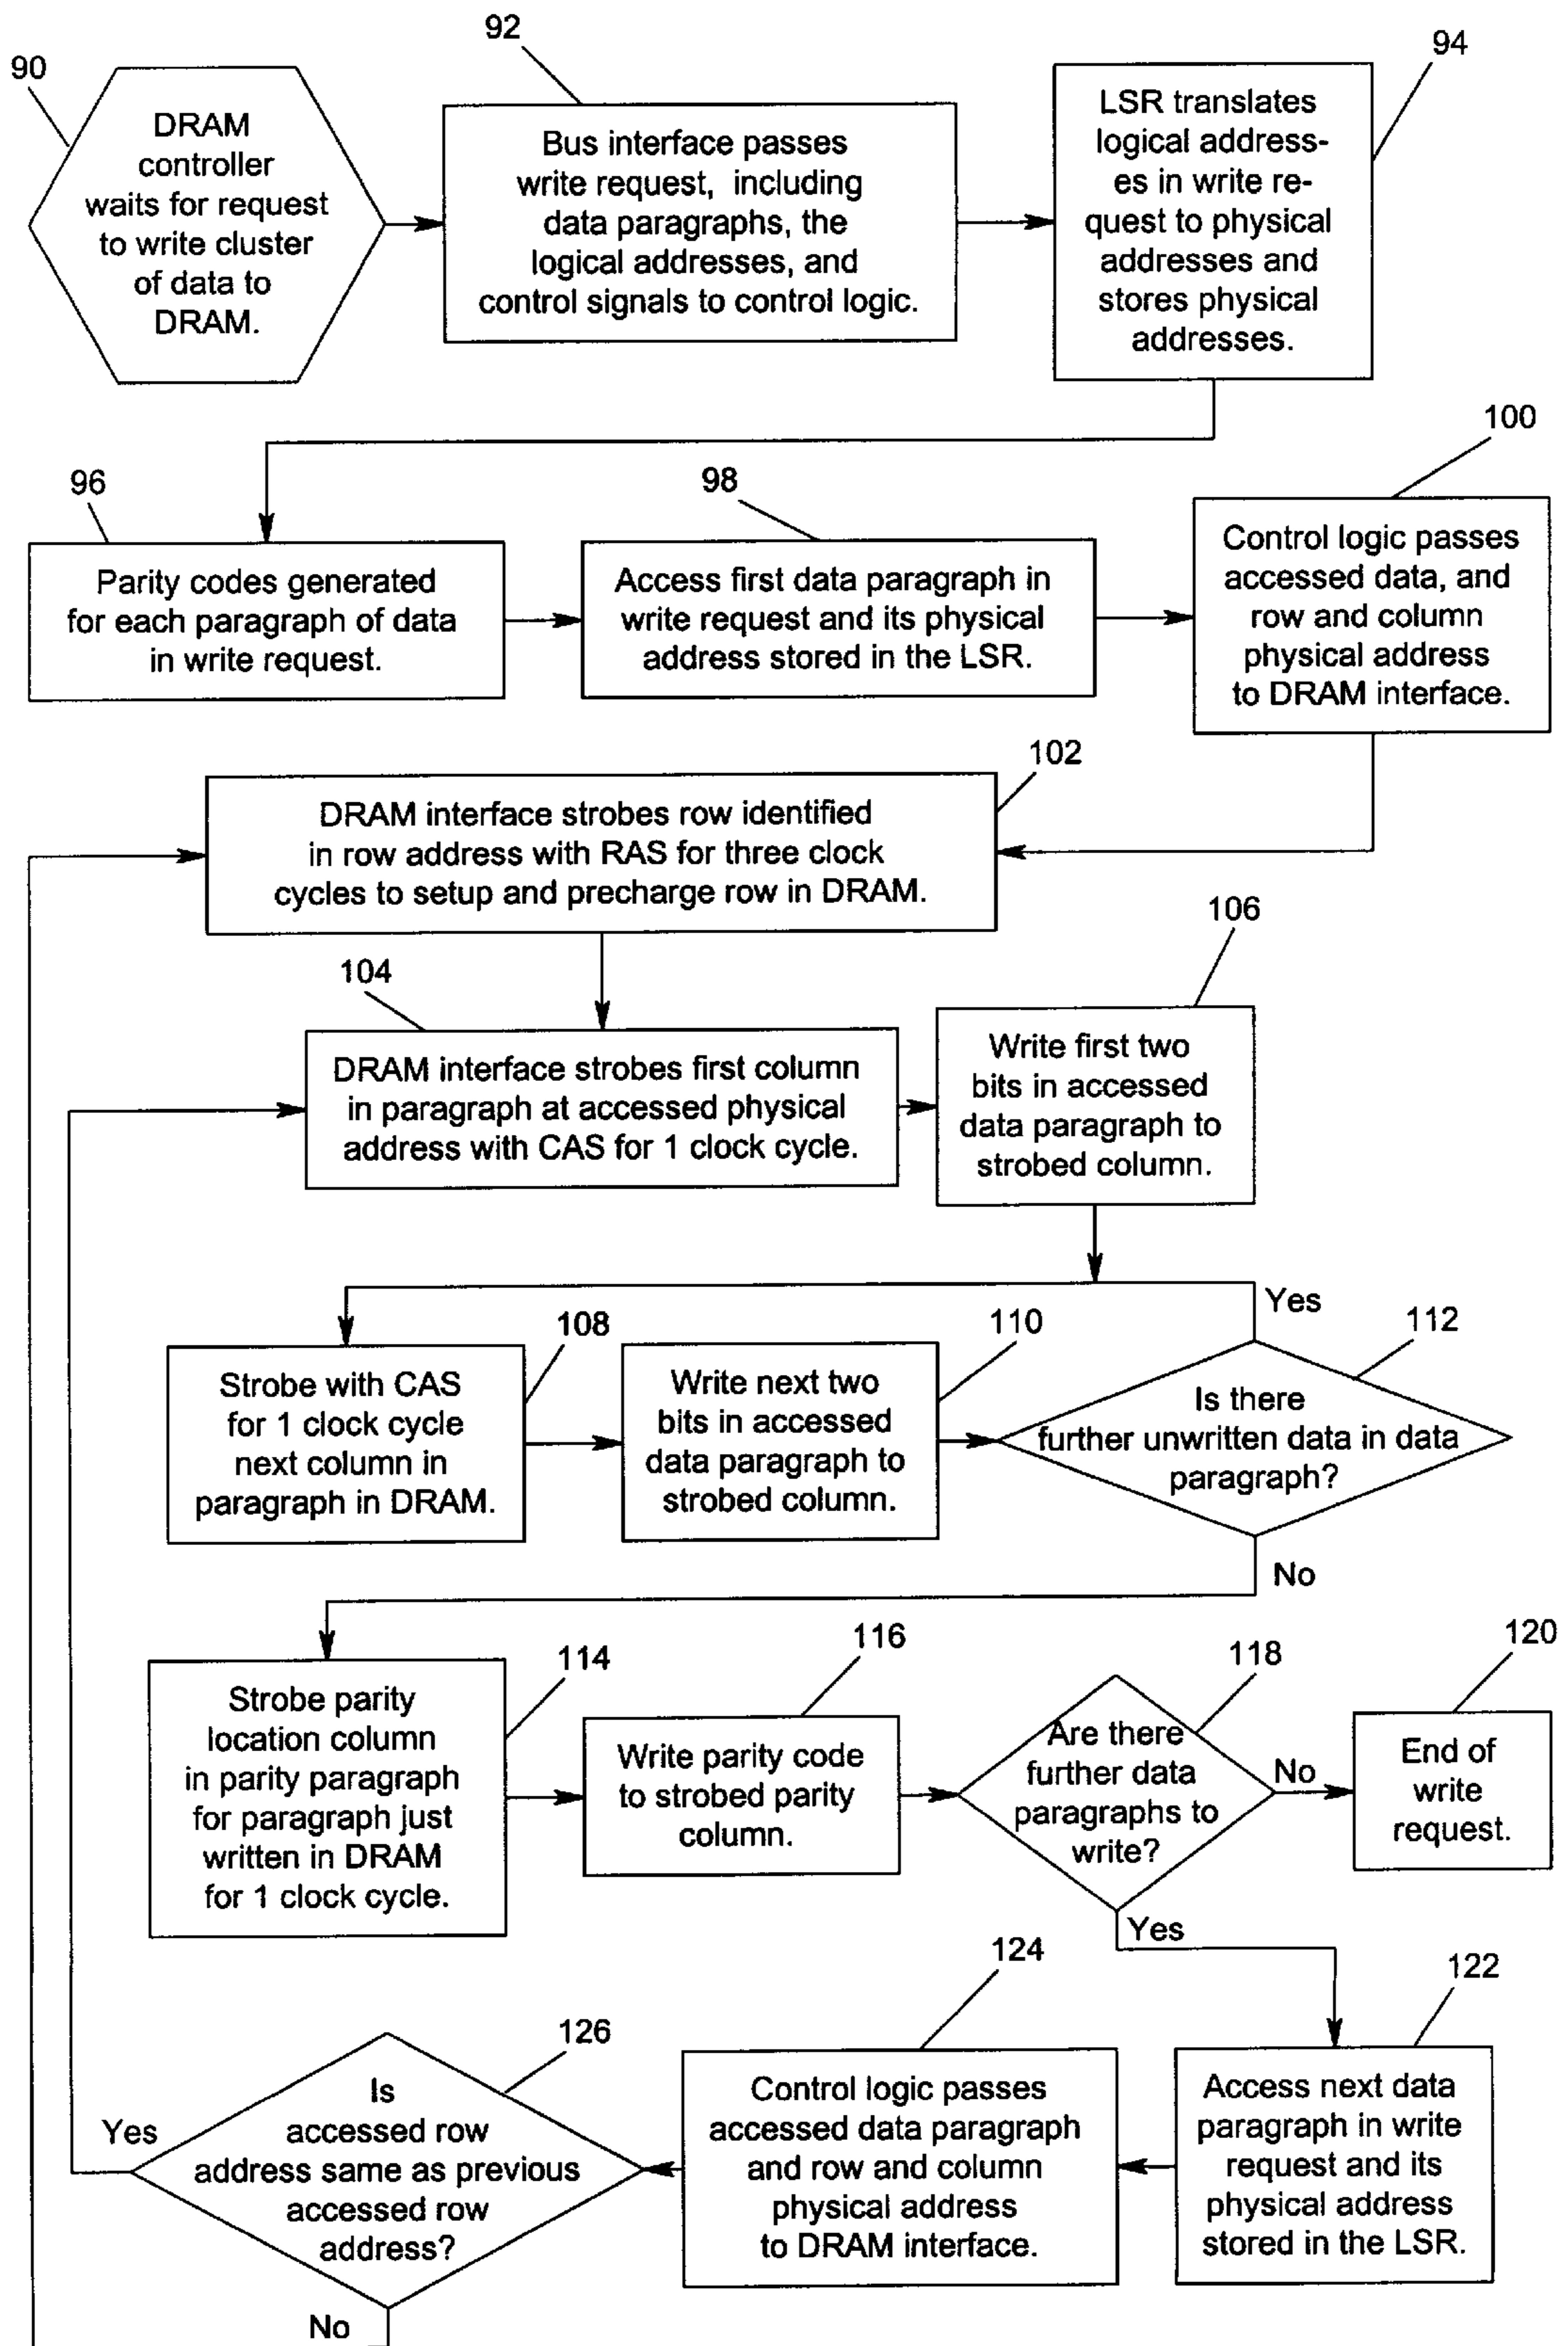 90
DRAM
controller
waits for request
to write cluster
of data to
DRAM.
92
Bus interface passes
write request, including
data paragraphs, the
logical addresses, and
control signals to control logic.
94
LSR translates
logical address-
es in write re-
quest to physical
addresses and
stores physical
addresses.
96
Parity codes generated
for each paragraph of data
in write request.
98
Access first data paragraph in
write request and its physical
address stored in the LSR.
100
Control logic passes
accessed data, and
row and column
physical address
to DRAM interface.
102
DRAM interface strobes row identified
in row address with RAS for three clock
cycles to setup and precharge row in DRAM.
104
DRAM interface strobes first column
in paragraph at accessed physical
address with CAS for 1 clock cycle.
106
Write first two
bits in accessed
data paragraph to
strobed column.
108
Strobe with CAS
for 1 clock cycle
next column in
paragraph in DRAM.
110
Write next two
bits in accessed
data paragraph to
strobed column.
112
Is there
further unwritten data in data
paragraph?
Yes
No
114
Strobe parity
location column
in parity paragraph
for paragraph just
written in DRAM
for 1 clock cycle.
116
Write parity code
to strobed parity
column.
118
Are there
further data
paragraphs to
write?
No
Yes
120
End of
write
request.
122
Access next data
paragraph in write
request and its
physical address
stored in the LSR.
124
Control logic passes
accessed data paragraph
and row and column
physical address
to DRAM interface.
126
Is
accessed row
address same as previous
accessed row
address?
Yes
No